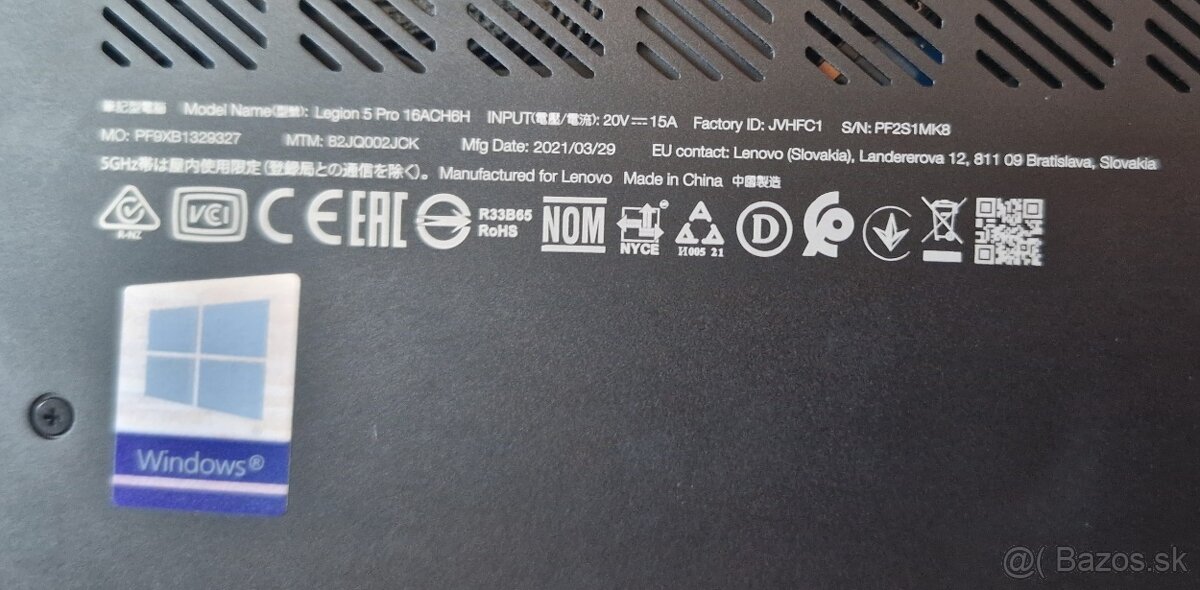 筆記型電腦 Model Name(型號): Legion 5 Pro 16ACH6H INPUT(電壓/電流): 20V⎓15A Factory ID: JVHFC1 S/N: PF2S1MK8
MO: PF9XB1329327 MTM: 82JQ002JCK Mfg Date: 2021/03/29 EU contact: Lenovo (Slovakia), Landererova 12, 811 09 Bratislava, Slovakia
5GHz帯は屋内使用限定（登録局との通信を除く）。 Manufactured for Lenovo Made in China 中國製造
R-NZ VCI CE EAC R33B65
RoHS
NOM
NYCE
H005 21
D
Windows®
@( Bazos.sk